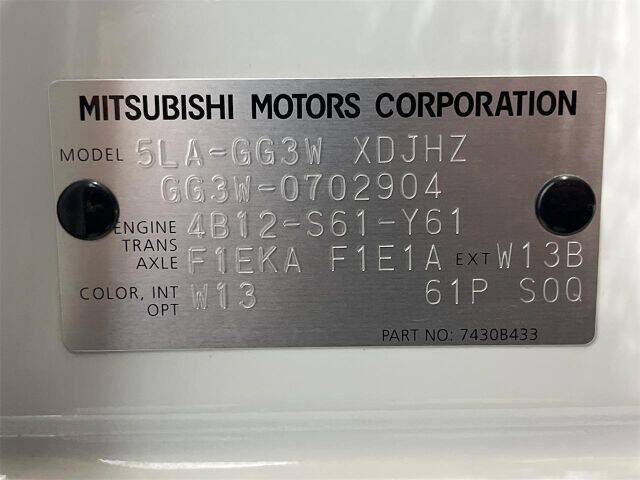 MITSUBISHI MOTORS CORPORATION
MODEL 5LA-GG3W XDJHZ
GG3W-0702904
ENGINE 4B12-S61-Y61
TRANS
AXLE F1EKA F1E1A EXT W13B
COLOR, INT W13 61P S0Q
OPT
PART NO: 7430B433